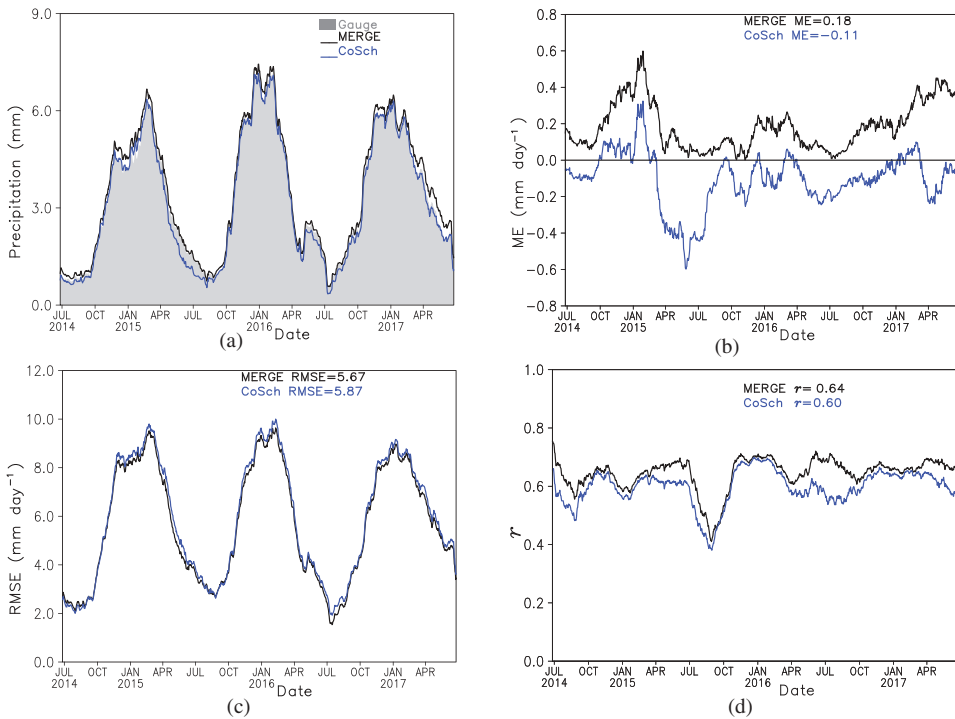 9.0
6.0
3.0
0.0
Precipitation (mm)
Gauge
MERGE
CoSch
JUL OCT JAN APR JUL OCT JAN APR JUL OCT JAN APR
2014 2015 2016 2017
Date
(a)
0.8
0.6
0.4
0.2
0.0
−0.2
−0.4
−0.6
−0.8
ME (mm day⁻¹)
MERGE ME=0.18
CoSch ME=−0.11
JUL OCT JAN APR JUL OCT JAN APR JUL OCT JAN APR
2014 2015 2016 2017
Date
(b)
12.0
10.0
8.0
6.0
4.0
2.0
0.0
RMSE (mm day⁻¹)
MERGE RMSE=5.67
CoSch RMSE=5.87
JUL OCT JAN APR JUL OCT JAN APR JUL OCT JAN APR
2014 2015 2016 2017
Date
(c)
1.0
0.8
0.6
0.4
0.2
0.0
r
MERGE r=0.64
CoSch r=0.60
JUL OCT JAN APR JUL OCT JAN APR JUL OCT JAN APR
2014 2015 2016 2017
Date
(d)